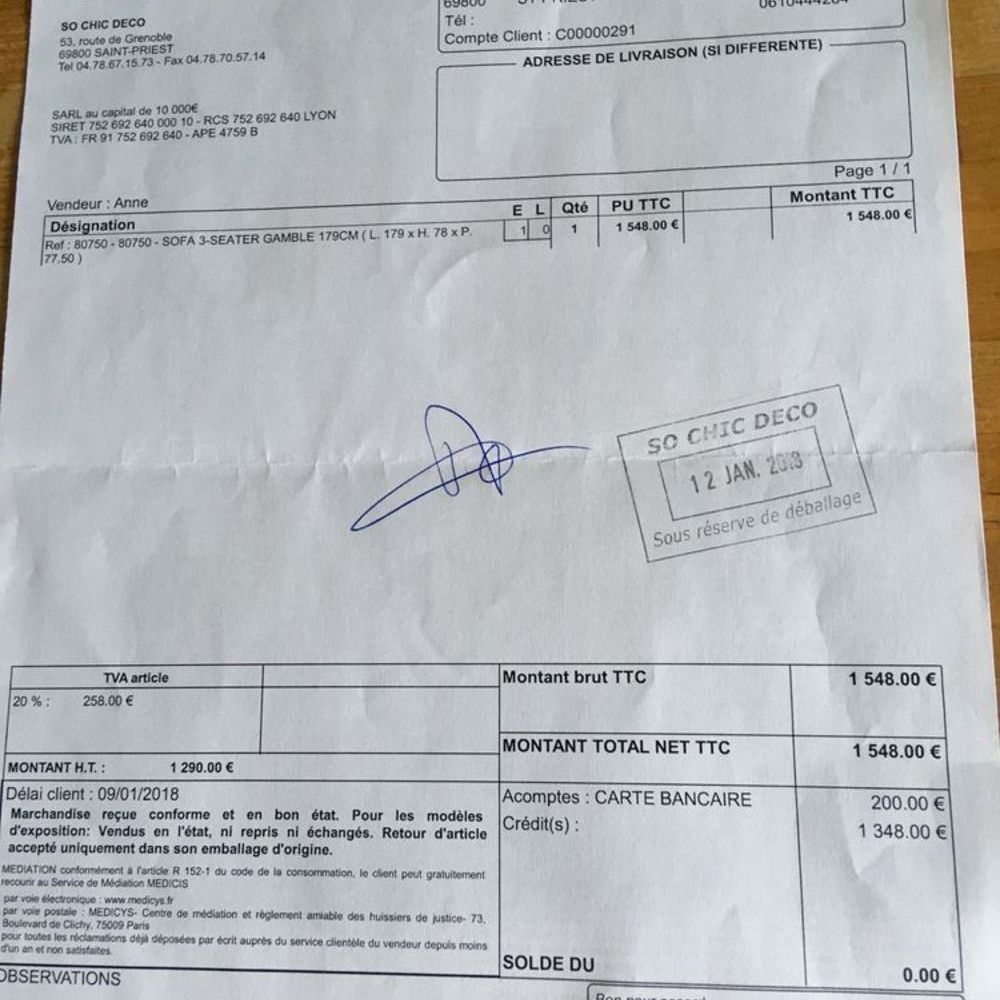 69800
Tél :
Compte Client : C00000291
SO CHIC DECO
53, route de Grenoble
69800 SAINT-PRIEST
Tel 04.78.67.15.73 - Fax 04.78.70.57.14
ADRESSE DE LIVRAISON (SI DIFFERENTE)
SARL au capital de 10 000€
SIRET 752 692 640 000 10 - RCS 752 692 640 LYON
TVA : FR 91 752 692 640 - APE 4759 B
Page 1 / 1
Vendeur : Anne
Désignation E L Qté PU TTC Montant TTC
Ref : 80750 - 80750 - SOFA 3-SEATER GAMBLE 179CM ( L. 179 x H. 78 x P. 1 0 1 1 548.00 € 1 548.00 €
77.50 )
SO CHIC DECO
12 JAN.
Sous réserve de déballage
TVA article
20 % : 258.00 €
MONTANT H.T. : 1 290.00 €
Montant brut TTC 1 548.00 €
MONTANT TOTAL NET TTC 1 548.00 €
Délai client : 09/01/2018
Marchandise reçue conforme et en bon état. Pour les modèles
d'exposition: Vendus en l'état, ni repris ni échangés. Retour d'article
accepté uniquement dans son emballage d'origine.
MEDIATION conformément à l'article R 152-1 du code de la consommation, le client peut gratuitement
recourir au Service de Médiation MEDICIS
par voie électronique : www.medicys.fr
par voie postale : MEDICYS- Centre de médiation et règlement amiable des huissiers de justice- 73,
Boulevard de Clichy, 75009 Paris
pour toutes les réclamations déjà déposées par écrit auprès du service clientèle du vendeur depuis moins
d'un an et non satisfaites.
Acomptes : CARTE BANCAIRE 200.00 €
Crédit(s) : 1 348.00 €
SOLDE DU 0.00 €
OBSERVATIONS